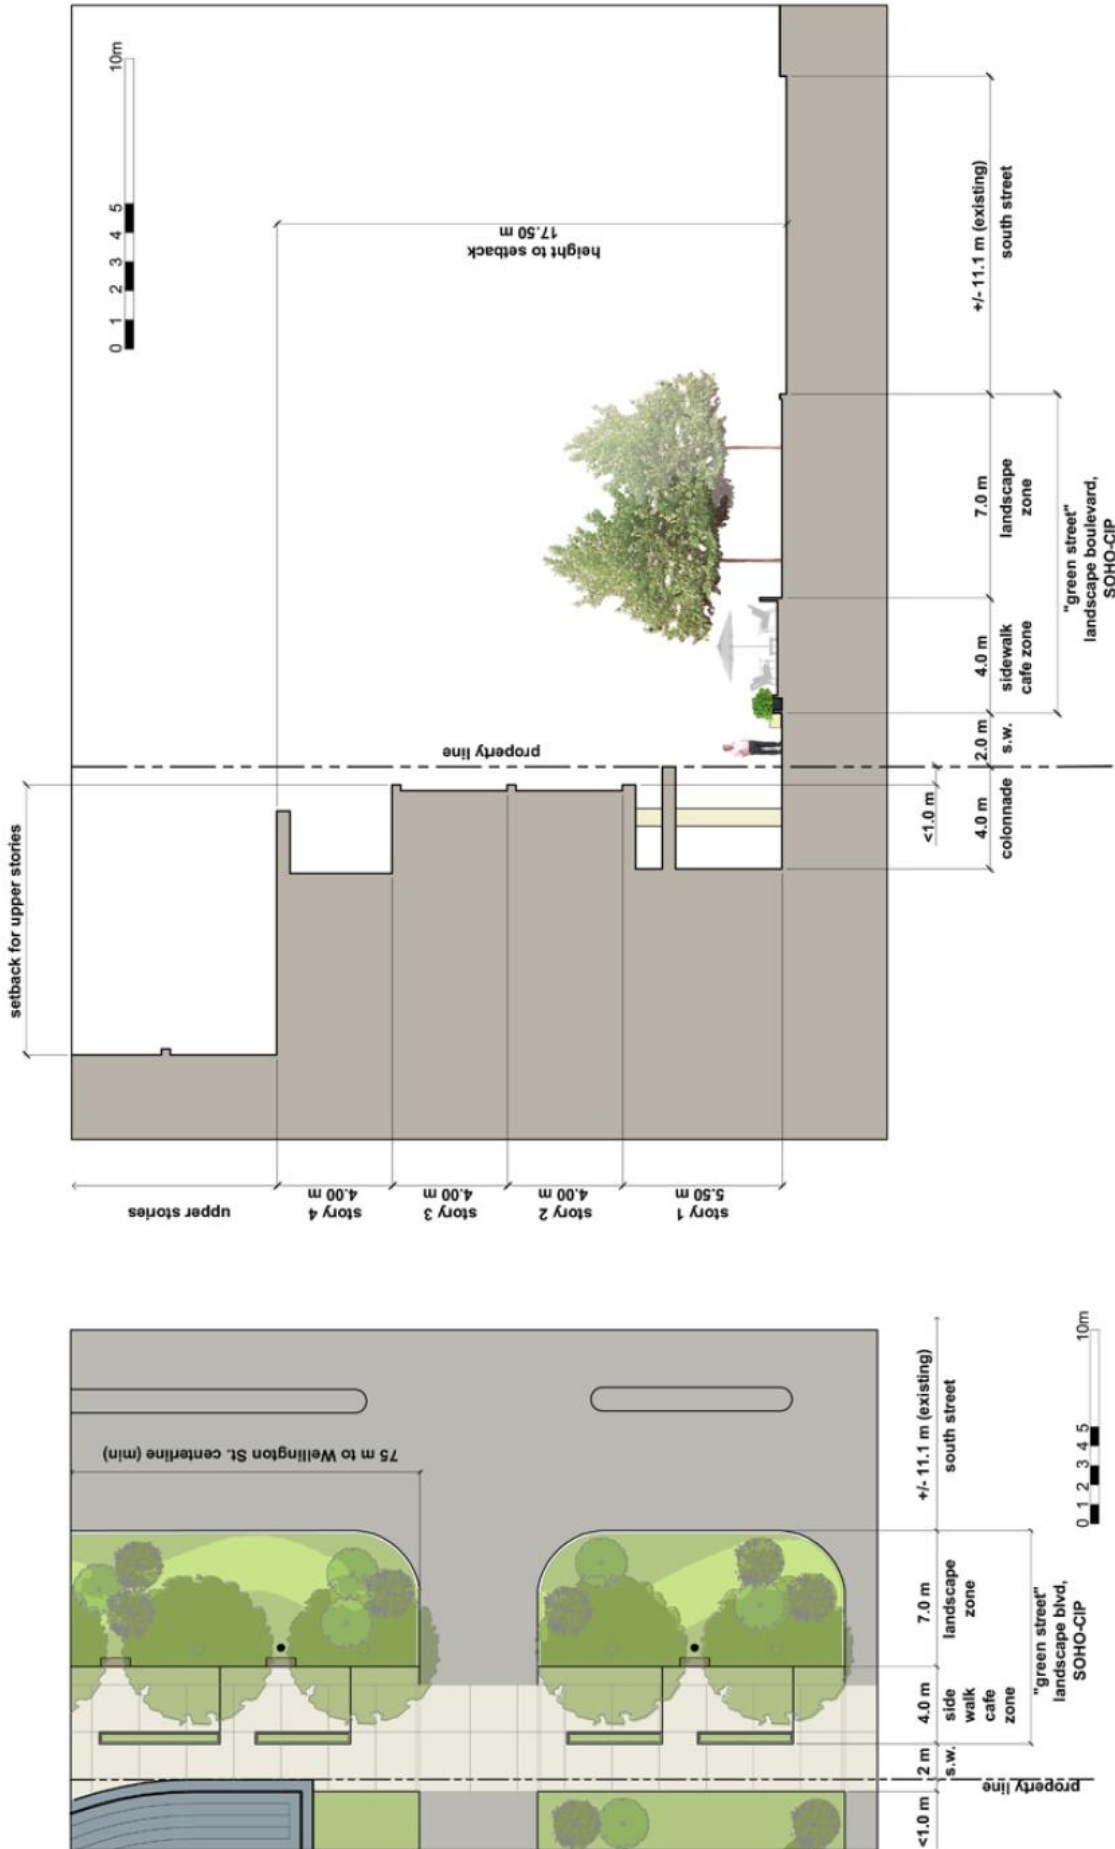 10m
5
4
3
2
1
0
setback for upper stories
height to setback
17.50 m
property line
+/- 11.1 m (existing)
south street
7.0 m
landscape
zone
4.0 m
sidewalk
cafe zone
"green street"
landscape boulevard,
SOHO-CIP
2.0 m
s.w.
<1.0 m
4.0 m
colonnade
upper stories
story 4
4.00 m
story 3
4.00 m
story 2
4.00 m
story 1
5.50 m
75 m to Wellington St. centerline (min)
+/- 11.1 m (existing)
south street
7.0 m
landscape
zone
4.0 m
side
walk
cafe
zone
"green street"
landscape blvd,
SOHO-CIP
2 m
s.w.
property line
<1.0 m
0 1 2 3 4 5
10m